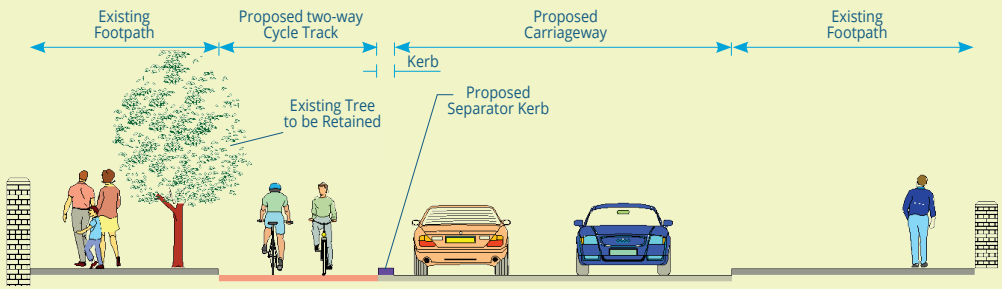 Existing
Footpath
Proposed two-way
Cycle Track
Proposed
Carriageway
Existing
Footpath
Kerb
Proposed
Separator Kerb
Existing Tree
to be Retained